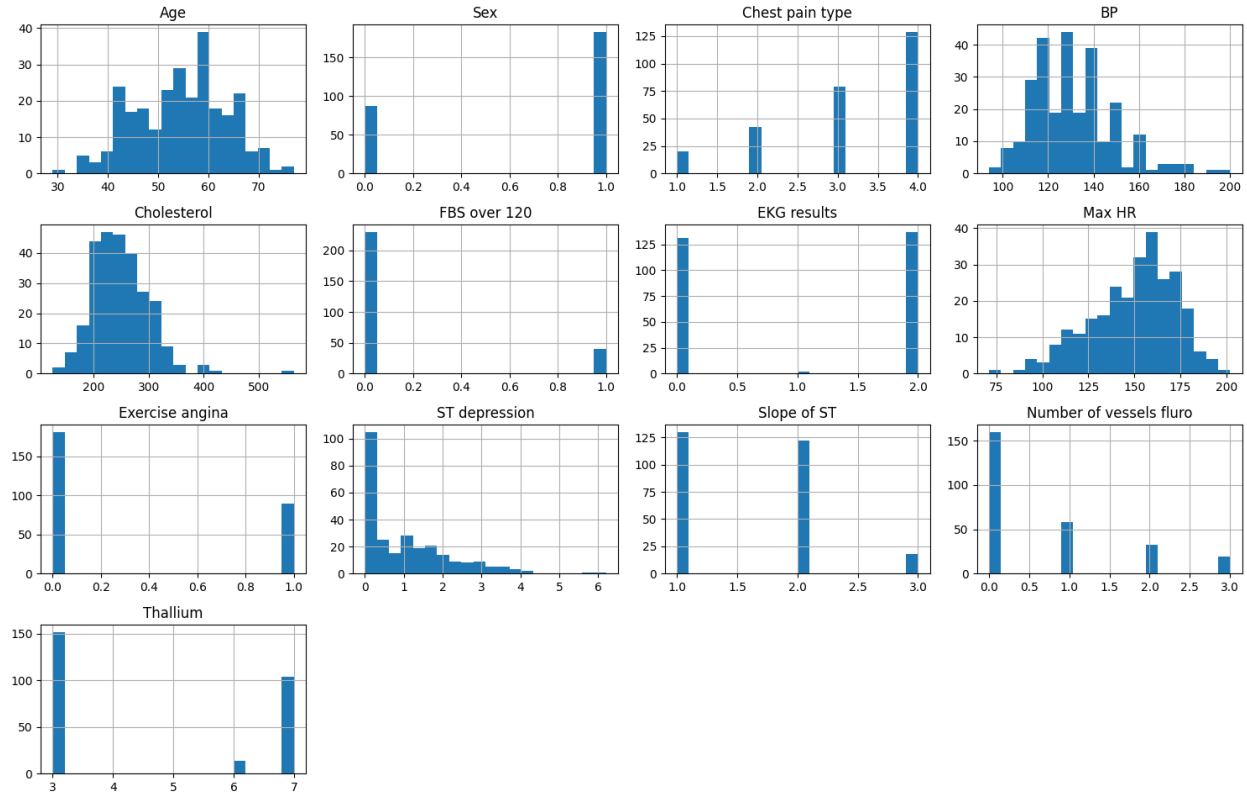 Age
40
30
20
10
0
30 40 50 60 70
Sex
150
100
50
0
0.0 0.2 0.4 0.6 0.8 1.0
Chest pain type
125
100
75
50
25
0
1.0 1.5 2.0 2.5 3.0 3.5 4.0
BP
40
30
20
10
0
100 120 140 160 180 200
Cholesterol
40
30
20
10
0
200 300 400 500
FBS over 120
200
150
100
50
0
0.0 0.2 0.4 0.6 0.8 1.0
EKG results
125
100
75
50
25
0
0.0 0.5 1.0 1.5 2.0
Max HR
40
30
20
10
0
75 100 125 150 175 200
Exercise angina
150
100
50
0
0.0 0.2 0.4 0.6 0.8 1.0
ST depression
100
80
60
40
20
0
0 1 2 3 4 5 6
Slope of ST
125
100
75
50
25
0
1.0 1.5 2.0 2.5 3.0
Number of vessels fluro
150
100
50
0
0.0 0.5 1.0 1.5 2.0 2.5 3.0
Thallium
150
100
50
0
3 4 5 6 7